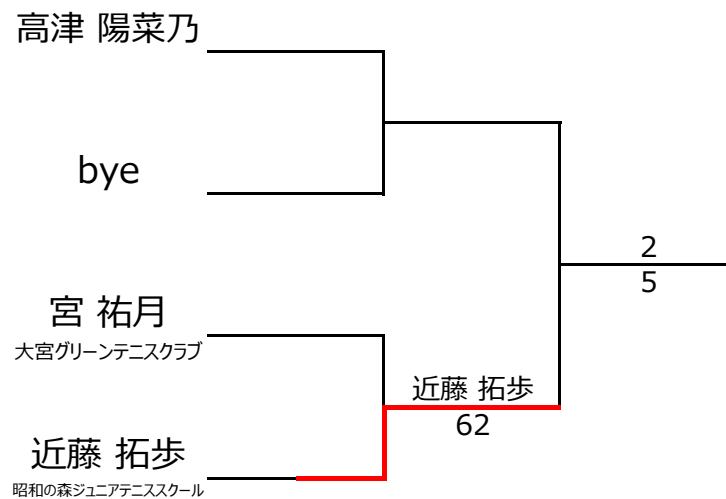 高津 陽菜乃
bye
2
5
宮 祐月
大宮グリーンテニスクラブ
近藤 拓歩
62
近藤 拓歩
昭和の森ジュニアテニススクール